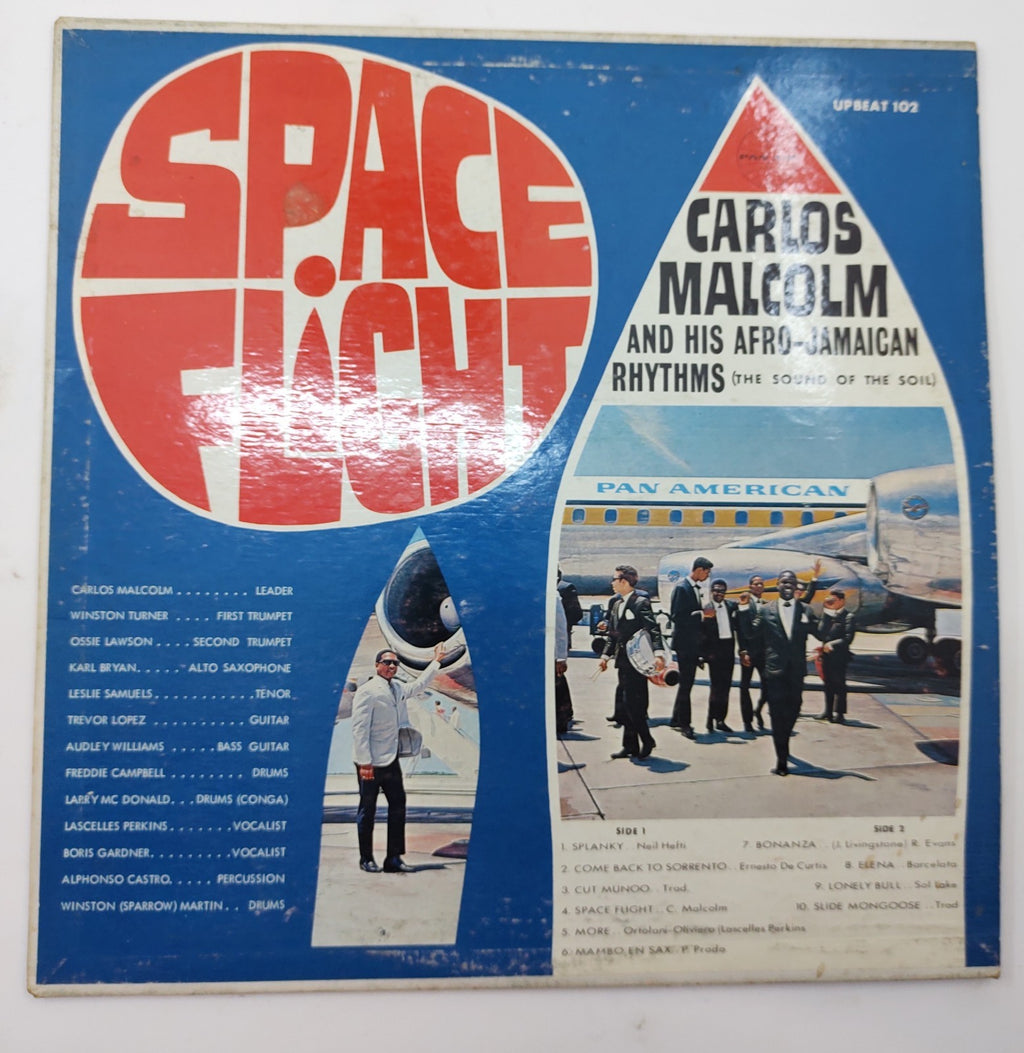 SPACE
FLIGHT
UPBEAT 102
CARLOS
MALCOLM
AND HIS AFRO-JAMAICAN
RHYTHMS (THE SOUND OF THE SOIL)
PAN AMERICAN
CARLOS MALCOLM . . . . . . . . LEADER
WINSTON TURNER . . . . FIRST TRUMPET
OSSIE LAWSON . . . . SECOND TRUMPET
KARL BRYAN. . . . . ALTO SAXOPHONE
LESLIE SAMUELS. . . . . . . . . . . TENOR
TREVOR LOPEZ . . . . . . . . . . GUITAR
AUDLEY WILLIAMS . . . . . BASS GUITAR
FREDDIE CAMPBELL . . . . . . . . DRUMS
LARRY MC DONALD. . . DRUMS (CONGA)
LASCELLES PERKINS . . . . . . . VOCALIST
BORIS GARDNER. . . . . . . . . VOCALIST
ALPHONSO CASTRO. . . . . PERCUSSION
WINSTON (SPARROW) MARTIN . . DRUMS
SIDE 1
1. SPLANKY . Neil Hefti
2. COME BACK TO SORRENTO. . Ernesto De Curtis
3. CUT MUNOO. . Trad.
4. SPACE FLIGHT. . C. Malcolm
5. MORE . . Ortolani-Oliviero (Lascelles Perkins
6. MAMBO EN SAX. . P. Prado
SIDE 2
7. BONANZA . . (J. Livingstone) R. Evans
8. ELENA . . Barcelata
9. LONELY BULL. . Sol Lake
10. SLIDE MONGOOSE . . Trad